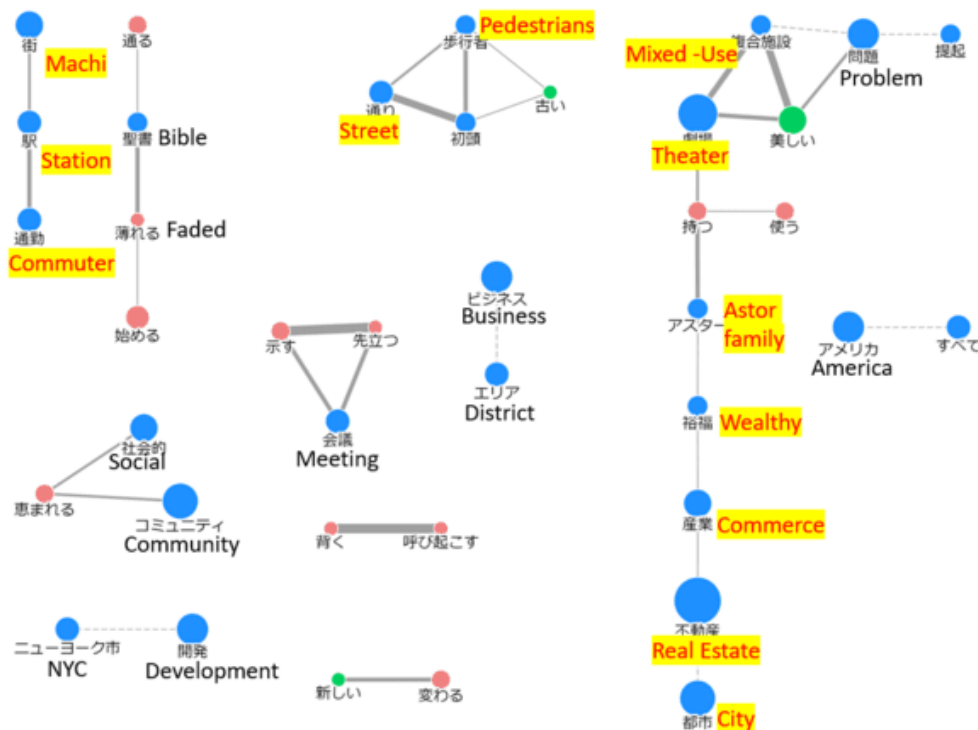 街
Machi
駅
Station
通勤
Commuter
通る
聖書
Bible
薄れる
Faded
始める
Pedestrians
歩行者
通り
Street
初頭
古い
Mixed -Use
複合施設
問題
Problem
提起
劇場
Theater
美しい
持つ
使う
アスター
Astor
family
アメリカ
America
すべて
裕福
Wealthy
産業
Commerce
不動産
Real Estate
都市
City
ビジネス
Business
エリア
District
示す
先立つ
会議
Meeting
社会的
Social
恵まれる
コミュニティ
Community
背く
呼び起こす
ニューヨーク市
NYC
開発
Development
新しい
変わる